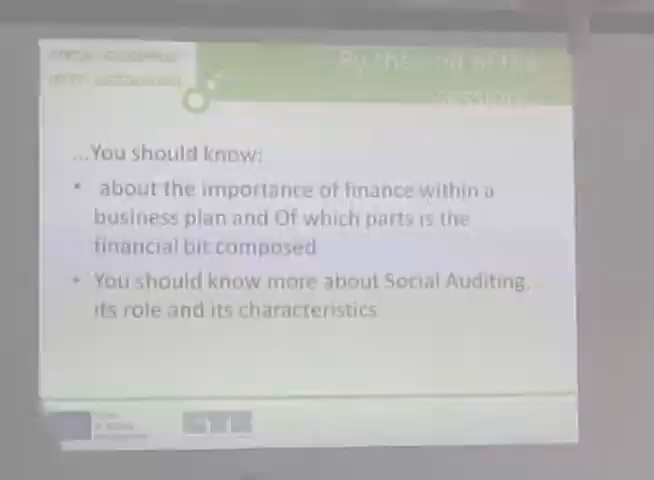 By the end of the
session...
...You should know:
• about the importance of finance within a
business plan and Of which parts is the
financial bit composed
• You should know more about Social Auditing,
its role and its characteristics